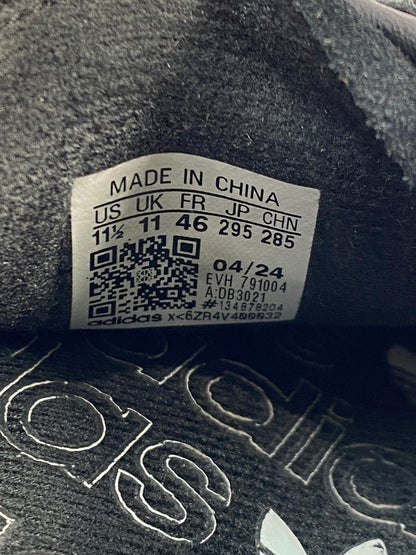 MADE IN CHINA
US UK FR JP CHN
11½ 11 46 295 285
04/24
EVH 791004
A:DB3021
#134878204
adidas x<6ZR4V400032
adidas